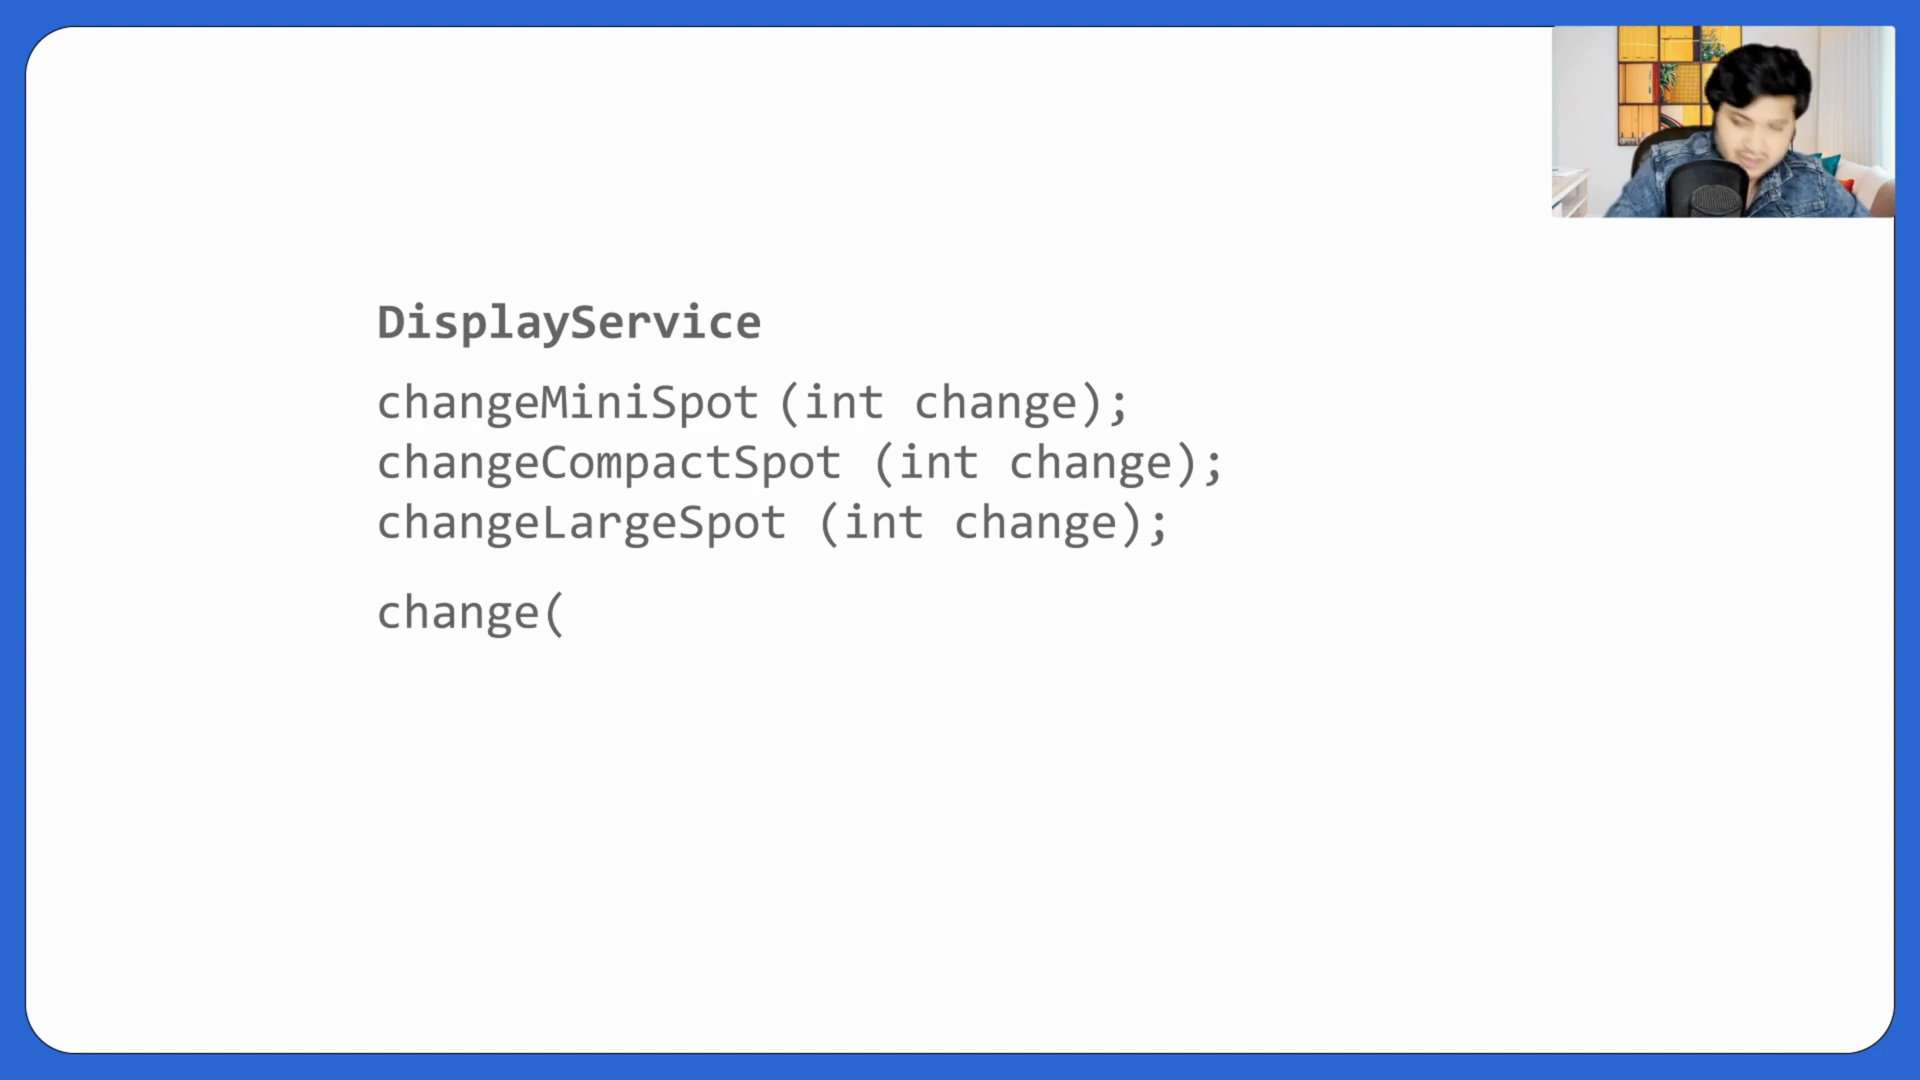 DisplayService
changeMiniSpot (int change);
changeCompactSpot (int change);
changeLargeSpot (int change);
change(